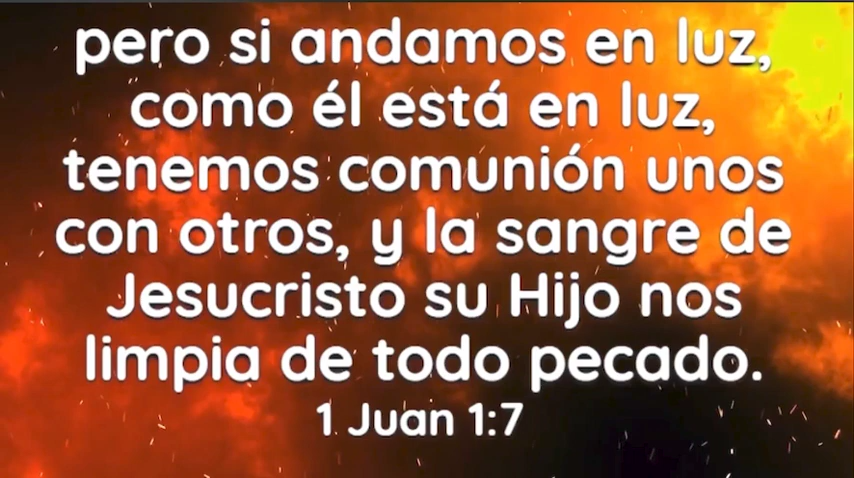 pero si andamos en luz,
como él está en luz,
tenemos comunión unos
con otros, y la sangre de
Jesucristo su Hijo nos
limpia de todo pecado.
1 Juan 1:7